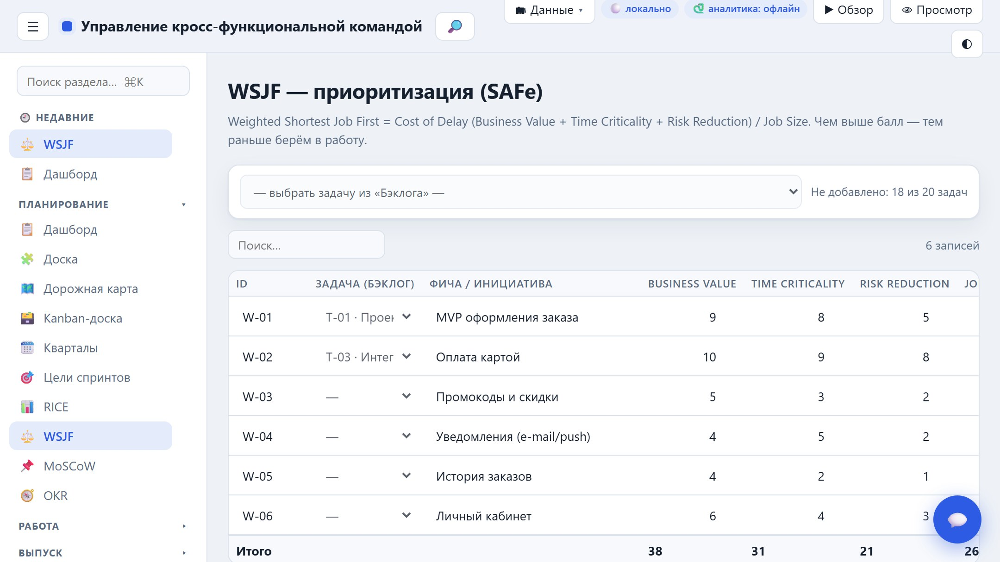 ☰ Управление кросс-функциональной командой
Данные ▾
локально
аналитика: офлайн
▶ Обзор
Просмотр
Поиск раздела... ⌘K
НЕДАВНИЕ
WSJF
Дашборд
ПЛАНИРОВАНИЕ ▾
Дашборд
Доска
Дорожная карта
Kanban-доска
Кварталы
Цели спринтов
RICE
WSJF
MoSCoW
OKR
РАБОТА ▸
ВЫПУСК ▸
WSJF — приоритизация (SAFe)
Weighted Shortest Job First = Cost of Delay (Business Value + Time Criticality + Risk Reduction) / Job Size. Чем выше балл — тем
раньше берём в работу.
— выбрать задачу из «Бэклога» —
Не добавлено: 18 из 20 задач
Поиск...
6 записей
ID ЗАДАЧА (БЭКЛОГ) ФИЧА / ИНИЦИАТИВА BUSINESS VALUE TIME CRITICALITY RISK REDUCTION JO
W-01 T-01 · Проек MVP оформления заказа 9 8 5
W-02 T-03 · Интег Оплата картой 10 9 8
W-03 — Промокоды и скидки 5 3 2
W-04 — Уведомления (e-mail/push) 4 5 2
W-05 — История заказов 4 2 1
W-06 — Личный кабинет 6 4 3
Итого 38 31 21 26